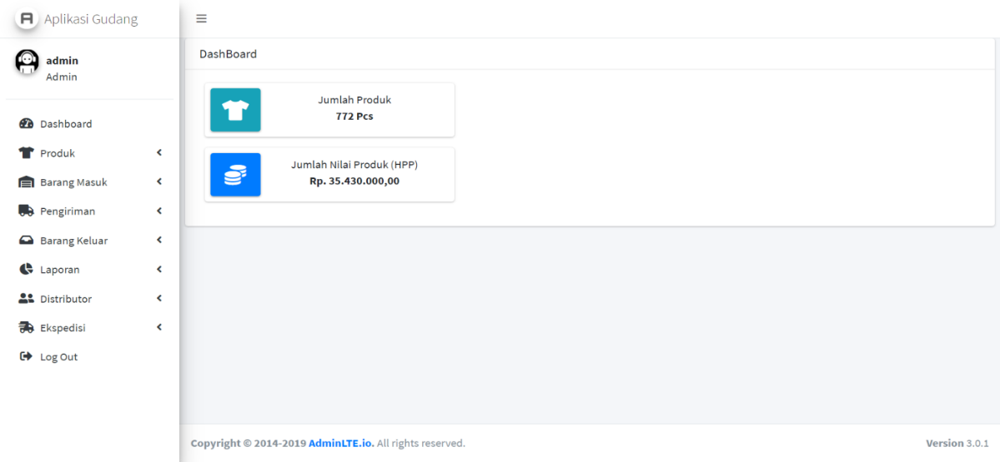 Aplikasi Gudang
admin
Admin
Dashboard
Produk
Barang Masuk
Pengiriman
Barang Keluar
Laporan
Distributor
Ekspedisi
Log Out
DashBoard
Jumlah Produk
772 Pcs
Jumlah Nilai Produk (HPP)
Rp. 35.430.000,00
Copyright © 2014-2019 AdminLTE.io. All rights reserved.
Version 3.0.1